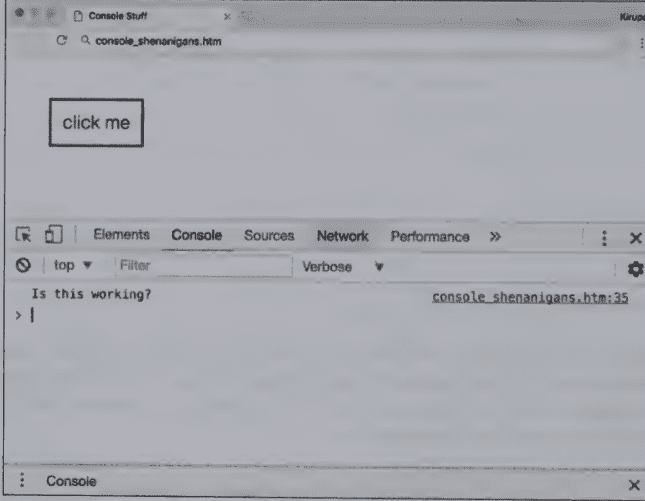 Console Stuff × Kirupa
console_shenanigans.htm
click me
Elements Console Sources Network Performance »
top ▼ Filter Verbose ▼
Is this working? console_shenanigans.htm:35
>
Console